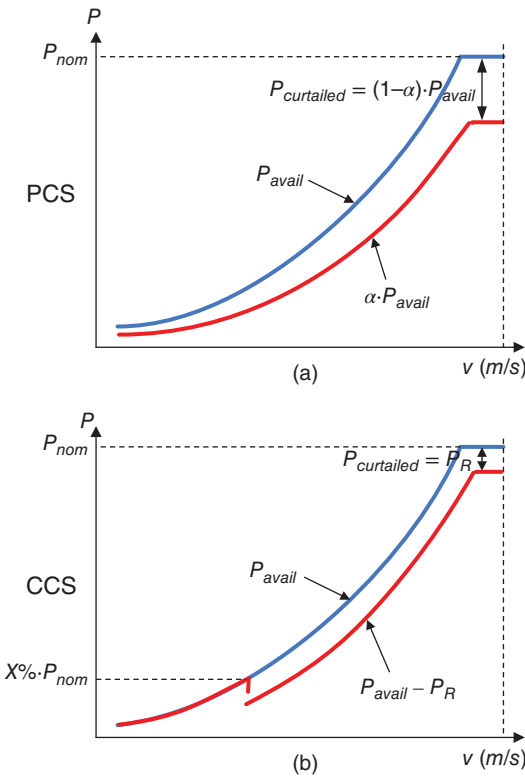 P
P_nom
P_curtailed = (1–α)·P_avail
P_avail
PCS
α·P_avail
v (m/s)
(a)
P
P_nom
P_curtailed = P_R
P_avail
CCS
X%·P_nom
P_avail – P_R
v (m/s)
(b)